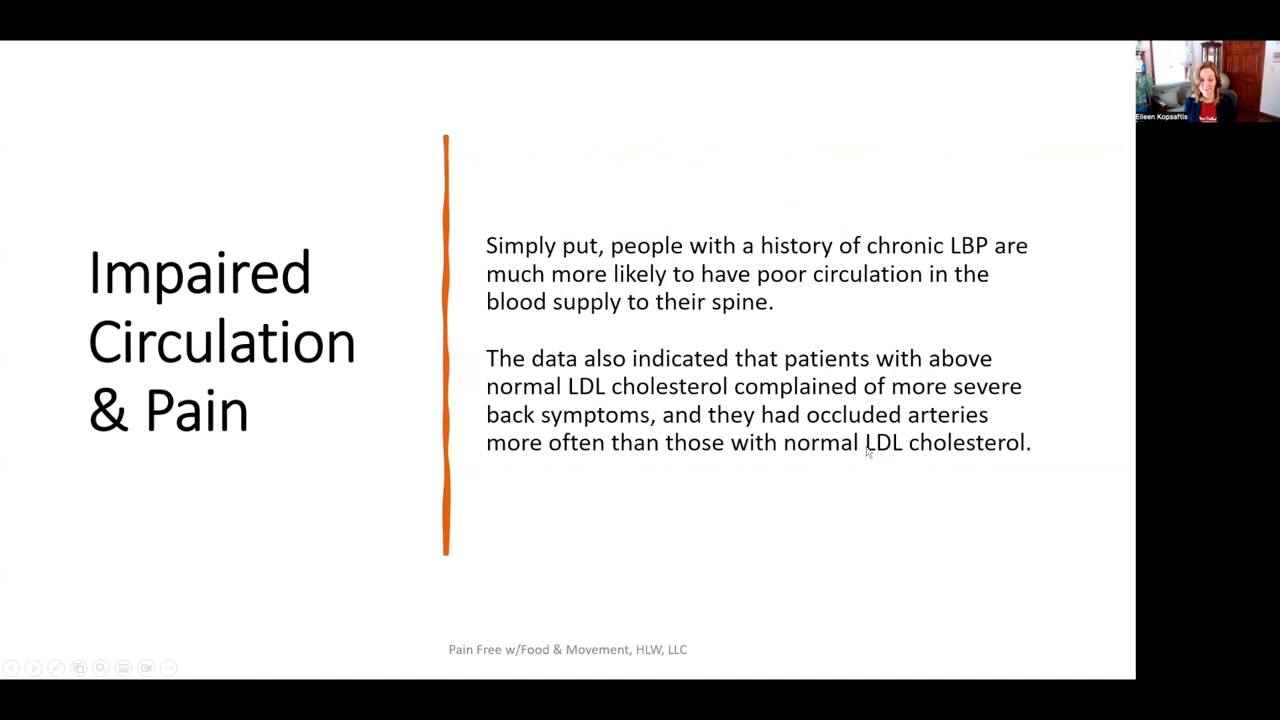 Impaired
Circulation
& Pain
Simply put, people with a history of chronic LBP are
much more likely to have poor circulation in the
blood supply to their spine.
The data also indicated that patients with above
normal LDL cholesterol complained of more severe
back symptoms, and they had occluded arteries
more often than those with normal LDL cholesterol.
Pain Free w/Food & Movement, HLW, LLC
Eileen Kopsaftis